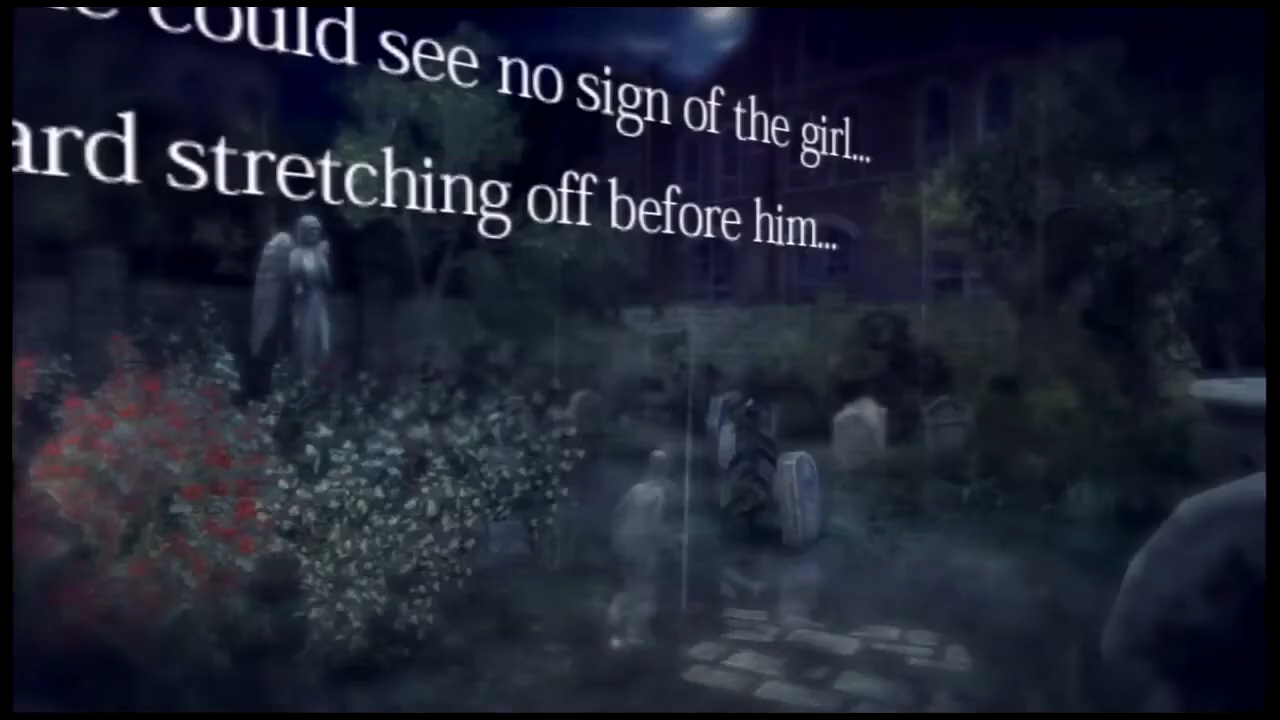 could see no sign of the girl...
stretching off before him...